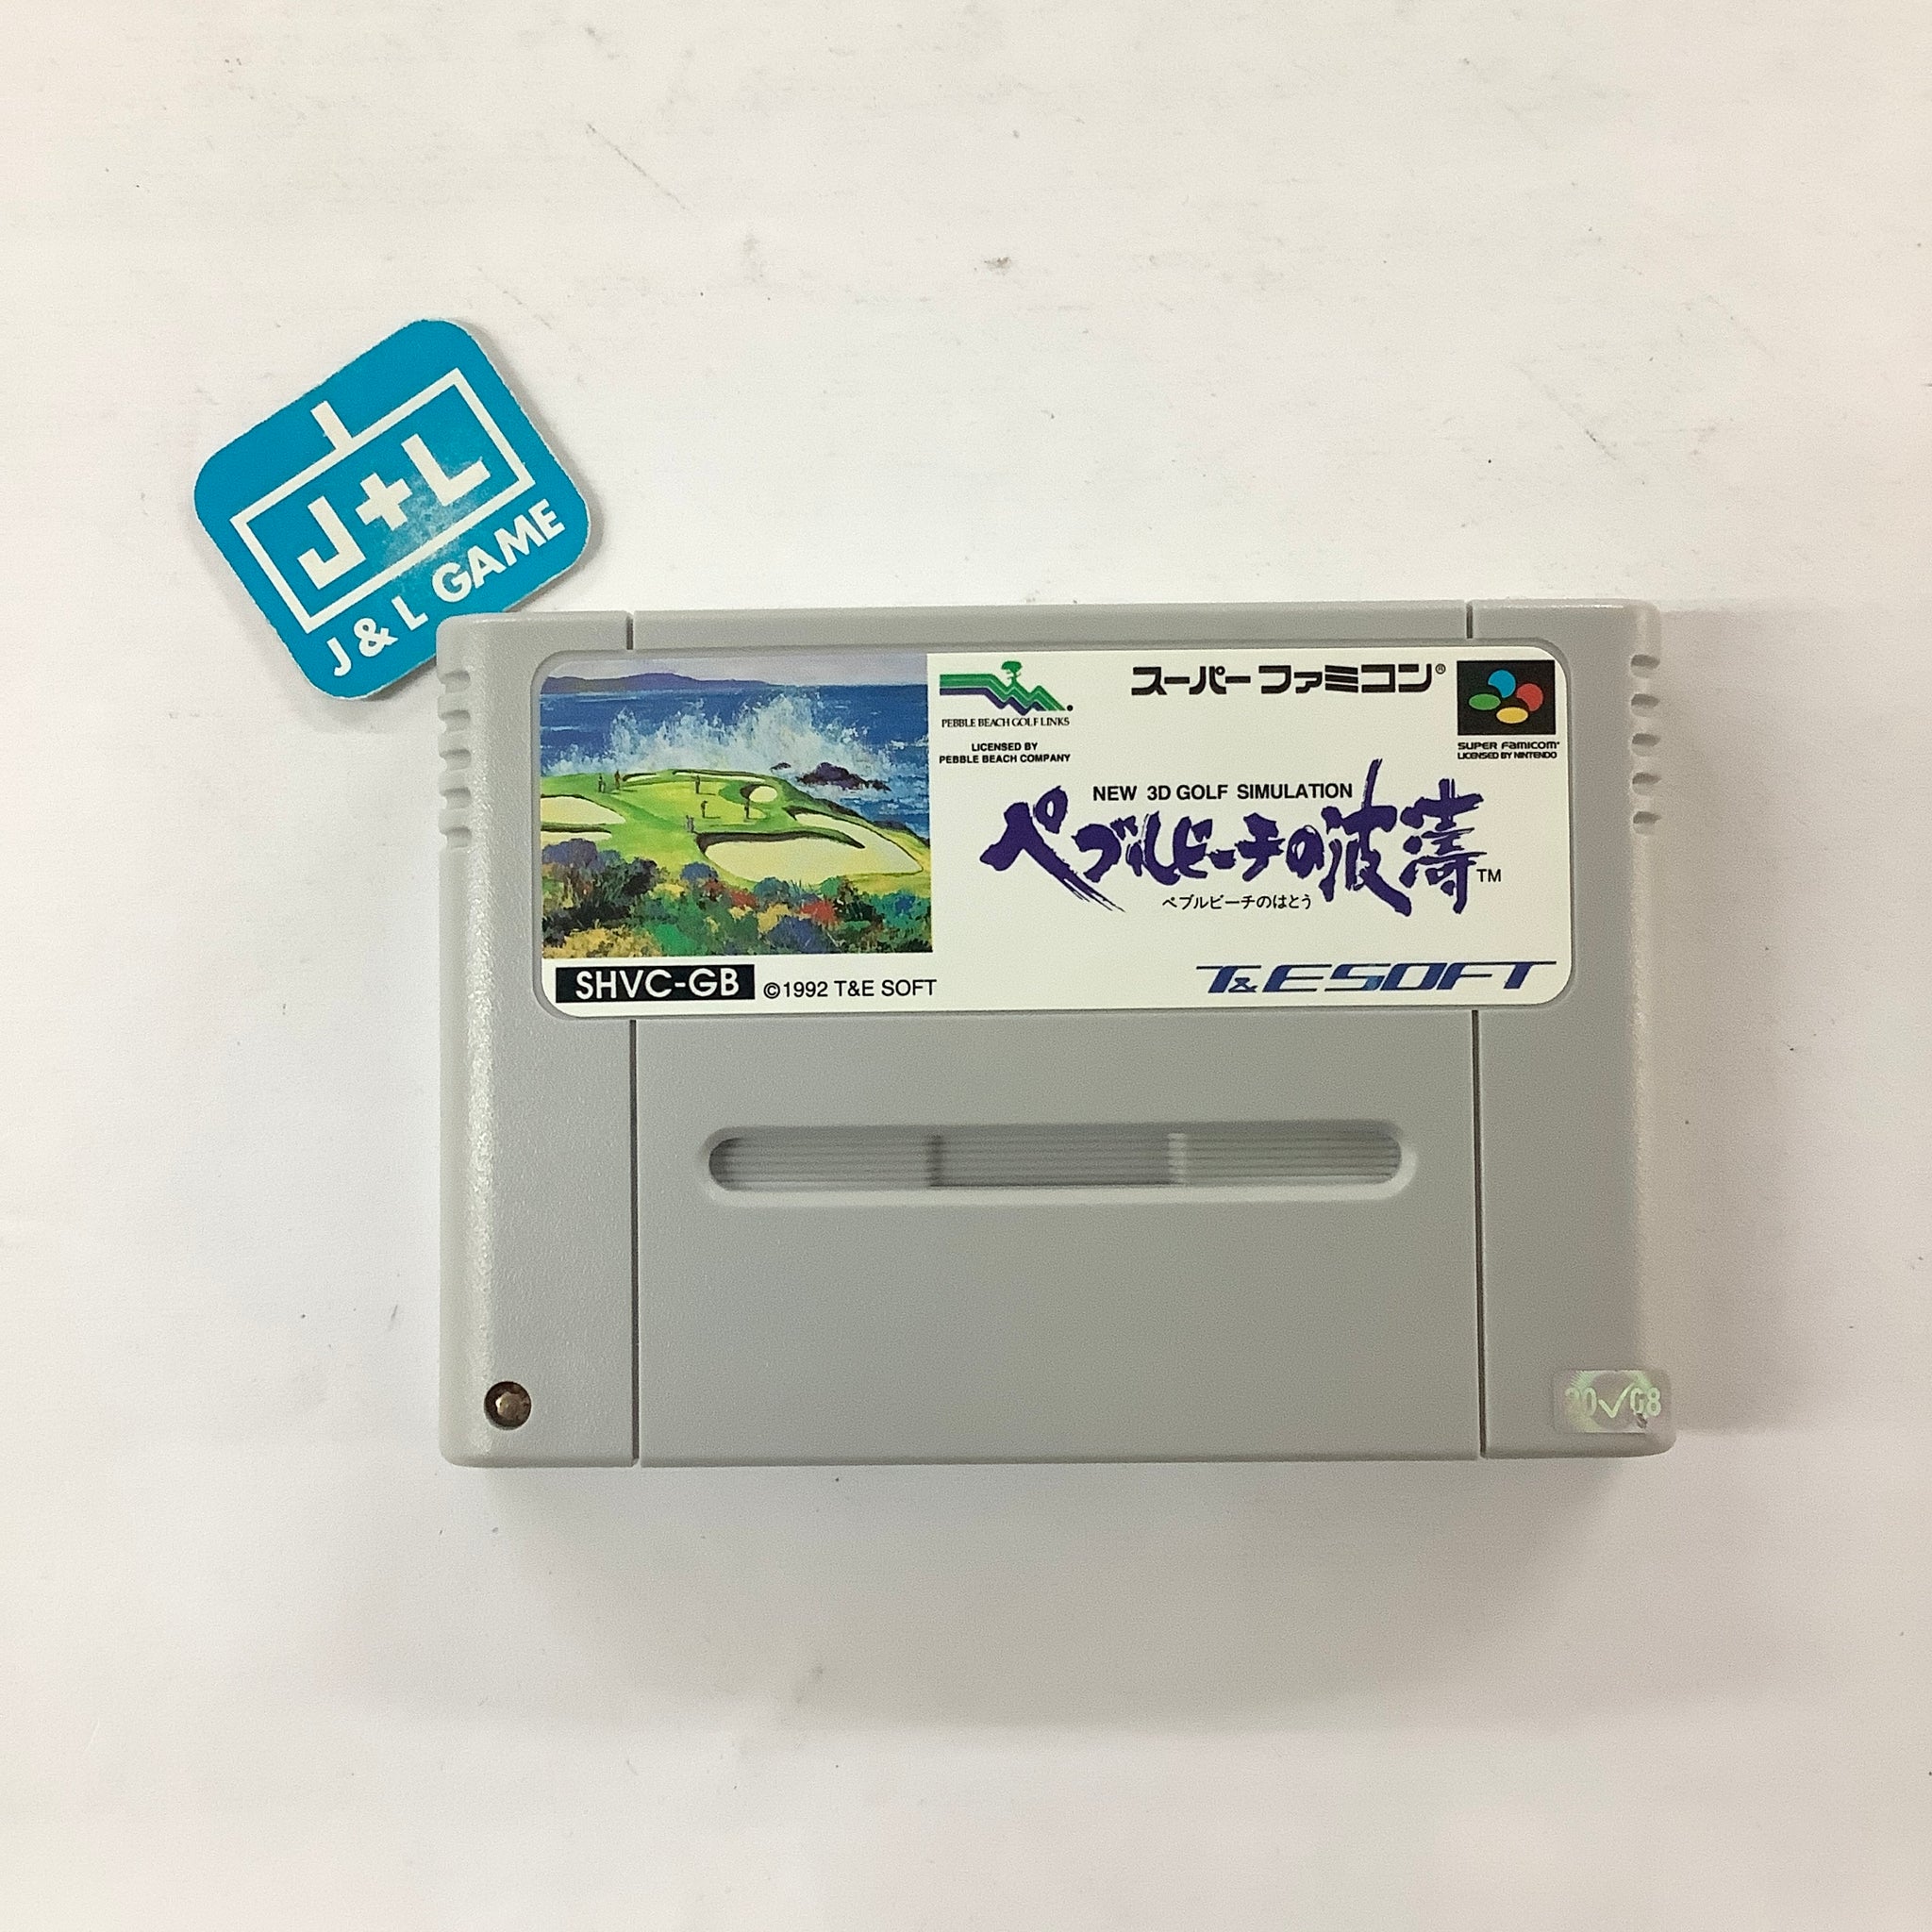 J+L
J & L GAME
PEBBLE BEACH GOLF LINKS
LICENSED BY
PEBBLE BEACH COMPANY
スーパーファミコン®
SUPER FAMICOM®
LICENSED BY NINTENDO
NEW 3D GOLF SIMULATION
ペブルビーチの波濤™
ペブルビーチのはとう
SHVC-GB ©1992 T&E SOFT
T&E SOFT